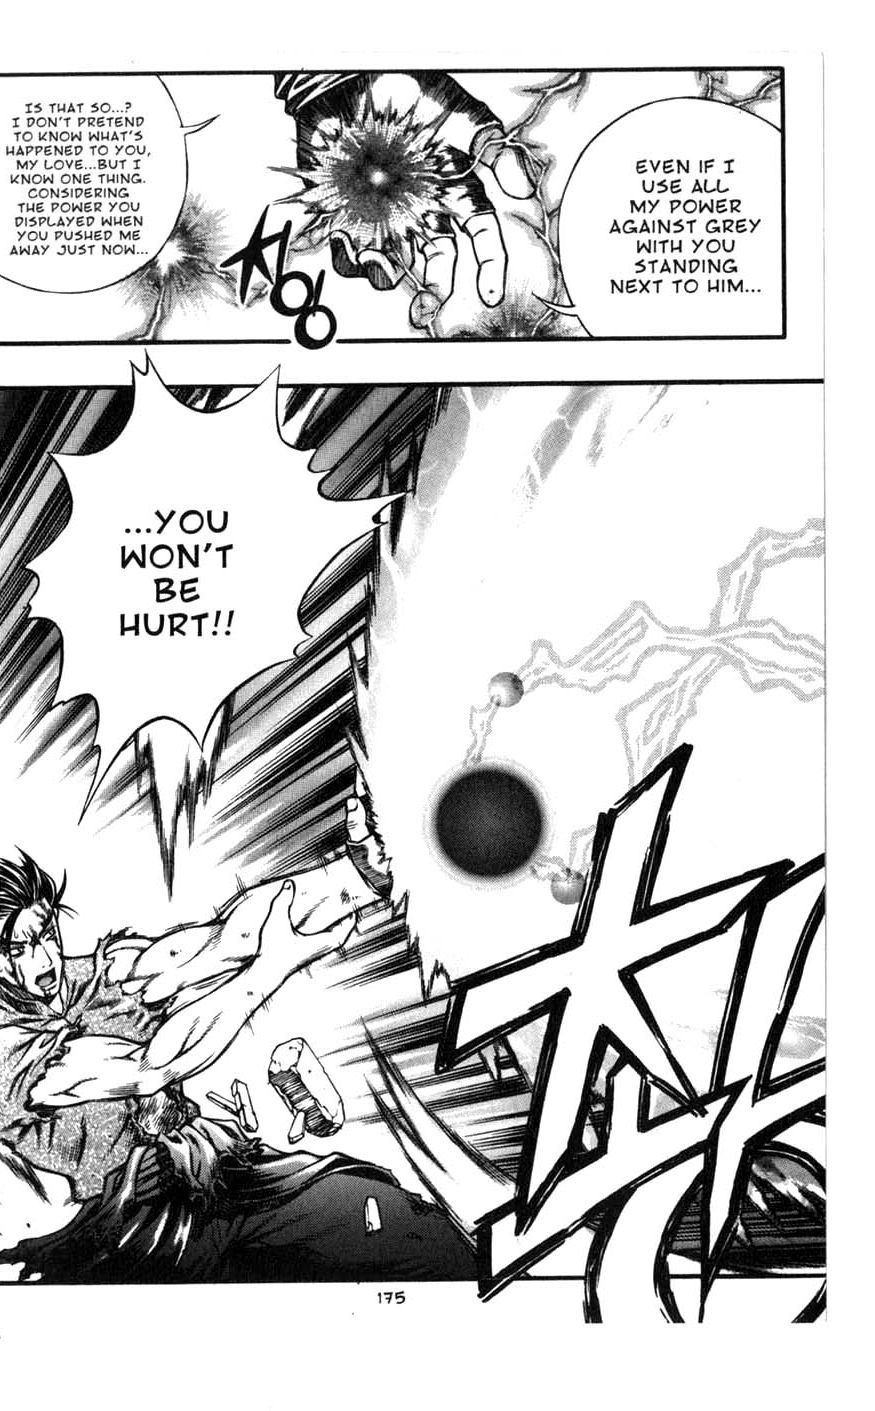 IS THAT SO...?
I DON'T PRETEND
TO KNOW WHAT'S
HAPPENED TO YOU,
MY LOVE...BUT I
KNOW ONE THING.
CONSIDERING
THE POWER YOU
DISPLAYED WHEN
YOU PUSHED ME
AWAY JUST NOW...
지잉
EVEN IF I
USE ALL
MY POWER
AGAINST GREY
WITH YOU
STANDING
NEXT TO HIM...
...YOU
WON'T
BE
HURT!!
175